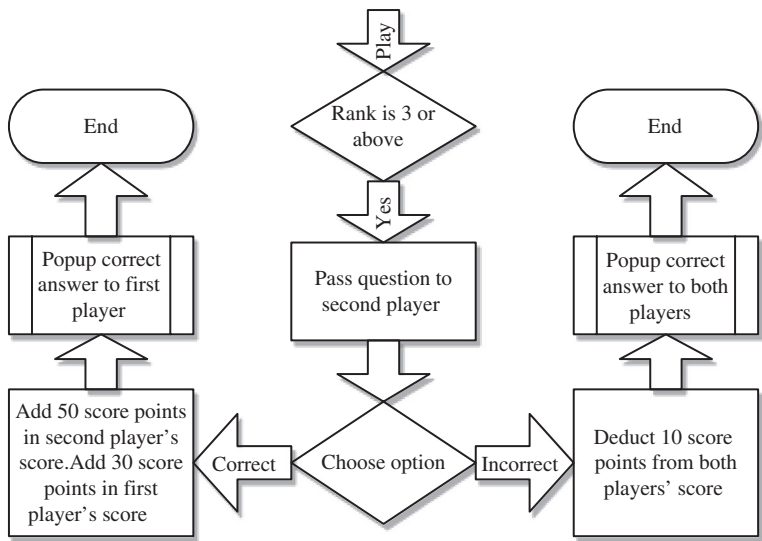 Play
Rank is 3 or
above
Yes
Pass question to
second player
Choose option
Correct
Add 50 score points
in second player's
score.Add 30 score
points in first
player's score
Popup correct
answer to first
player
End
Incorrect
Deduct 10 score
points from both
players' score
Popup correct
answer to both
players
End